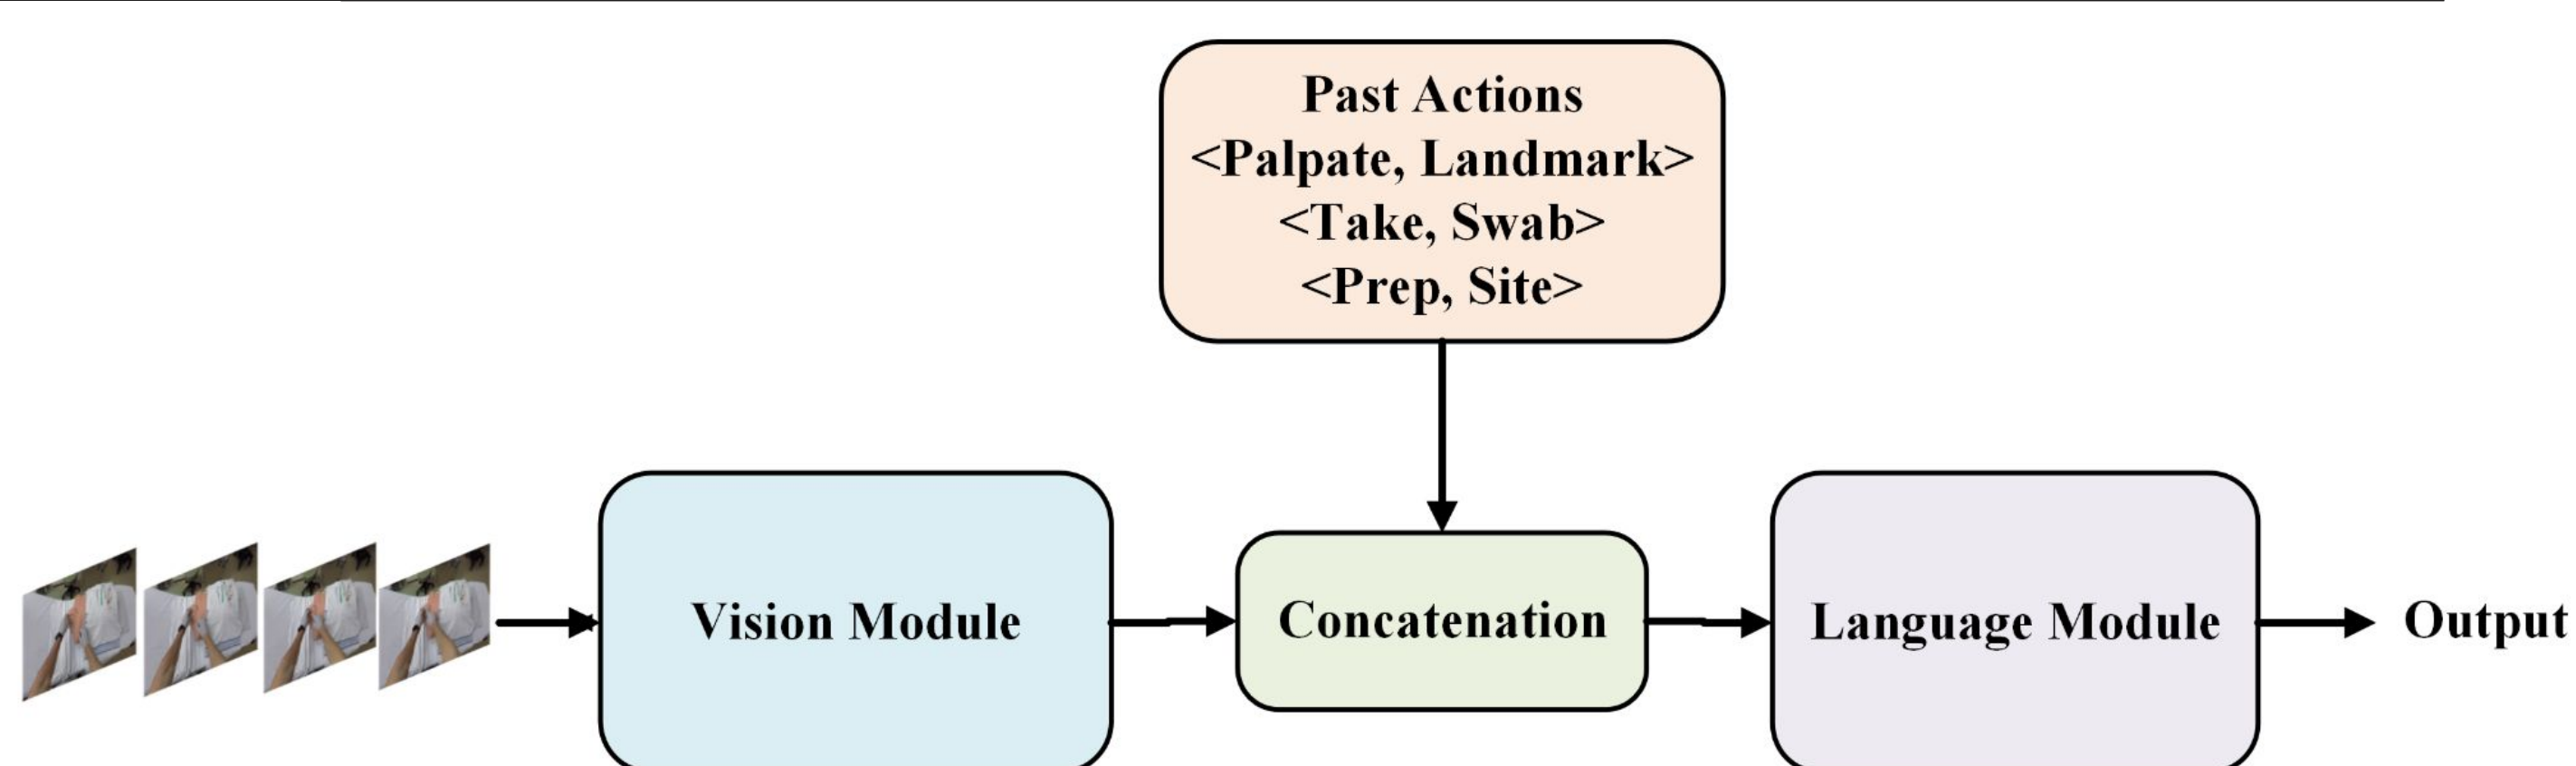 Past Actions
<Palpate, Landmark>
<Take, Swab>
<Prep, Site>
Vision Module
Concatenation
Language Module
Output